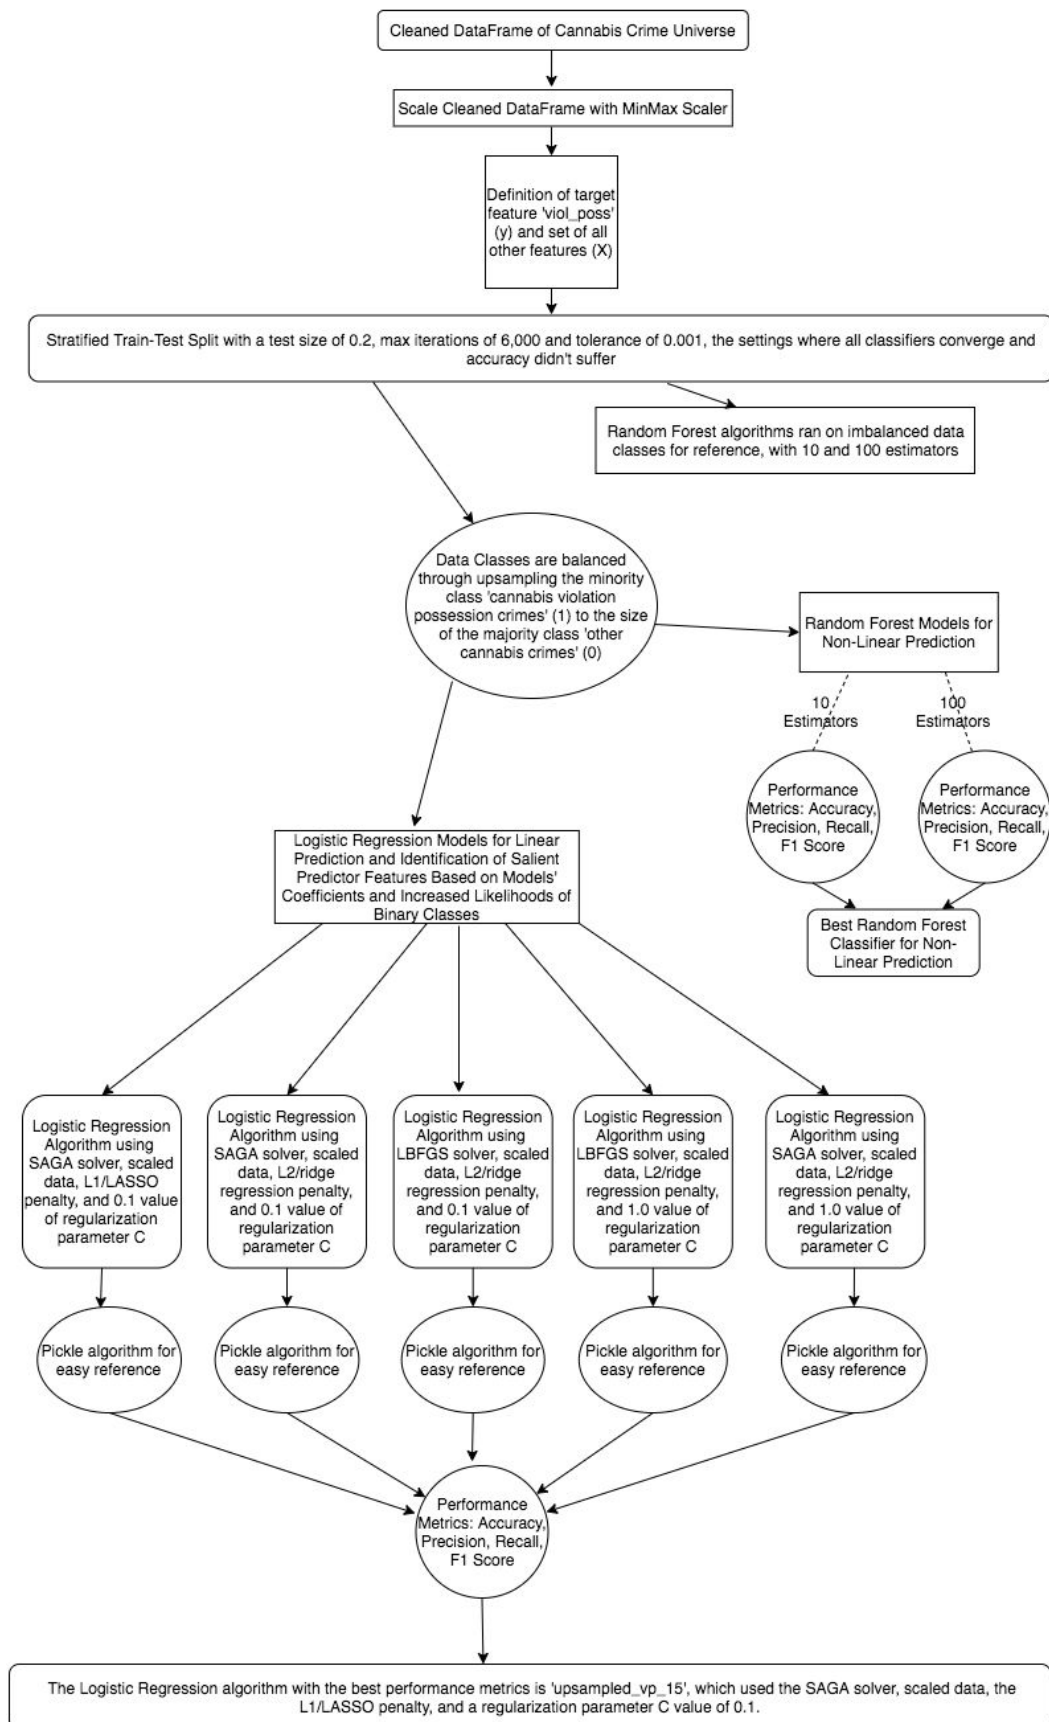 Cleaned DataFrame of Cannabis Crime Universe
Scale Cleaned DataFrame with MinMax Scaler
Definition of target
feature 'viol_poss'
(y) and set of all
other features (X)
Stratified Train-Test Split with a test size of 0.2, max iterations of 6,000 and tolerance of 0.001, the settings where all classifiers converge and
accuracy didn't suffer
Random Forest algorithms ran on imbalanced data
classes for reference, with 10 and 100 estimators
Data Classes are balanced
through upsampling the minority
class 'cannabis violation
possession crimes' (1) to the size
of the majority class 'other
cannabis crimes' (0)
Random Forest Models for
Non-Linear Prediction
10
Estimators
100
Estimators
Performance
Metrics: Accuracy,
Precision, Recall,
F1 Score
Performance
Metrics: Accuracy,
Precision, Recall,
F1 Score
Best Random Forest
Classifier for Non-
Linear Prediction
Logistic Regression Models for Linear
Prediction and Identification of Salient
Predictor Features Based on Models'
Coefficients and Increased Likelihoods of
Binary Classes
Logistic Regression
Algorithm using
SAGA solver, scaled
data, L1/LASSO
penalty, and 0.1 value
of regularization
parameter C
Logistic Regression
Algorithm using
SAGA solver, scaled
data, L2/ridge
regression penalty,
and 0.1 value of
regularization
parameter C
Logistic Regression
Algorithm using
LBFGS solver, scaled
data, L2/ridge
regression penalty,
and 0.1 value of
regularization
parameter C
Logistic Regression
Algorithm using
LBFGS solver, scaled
data, L2/ridge
regression penalty,
and 1.0 value of
regularization
parameter C
Logistic Regression
Algorithm using
SAGA solver, scaled
data, L2/ridge
regression penalty,
and 1.0 value of
regularization
parameter C
Pickle algorithm for
easy reference
Pickle algorithm for
easy reference
Pickle algorithm for
easy reference
Pickle algorithm for
easy reference
Pickle algorithm for
easy reference
Performance
Metrics: Accuracy,
Precision, Recall,
F1 Score
The Logistic Regression algorithm with the best performance metrics is 'upsampled_vp_15', which used the SAGA solver, scaled data, the
L1/LASSO penalty, and a regularization parameter C value of 0.1.